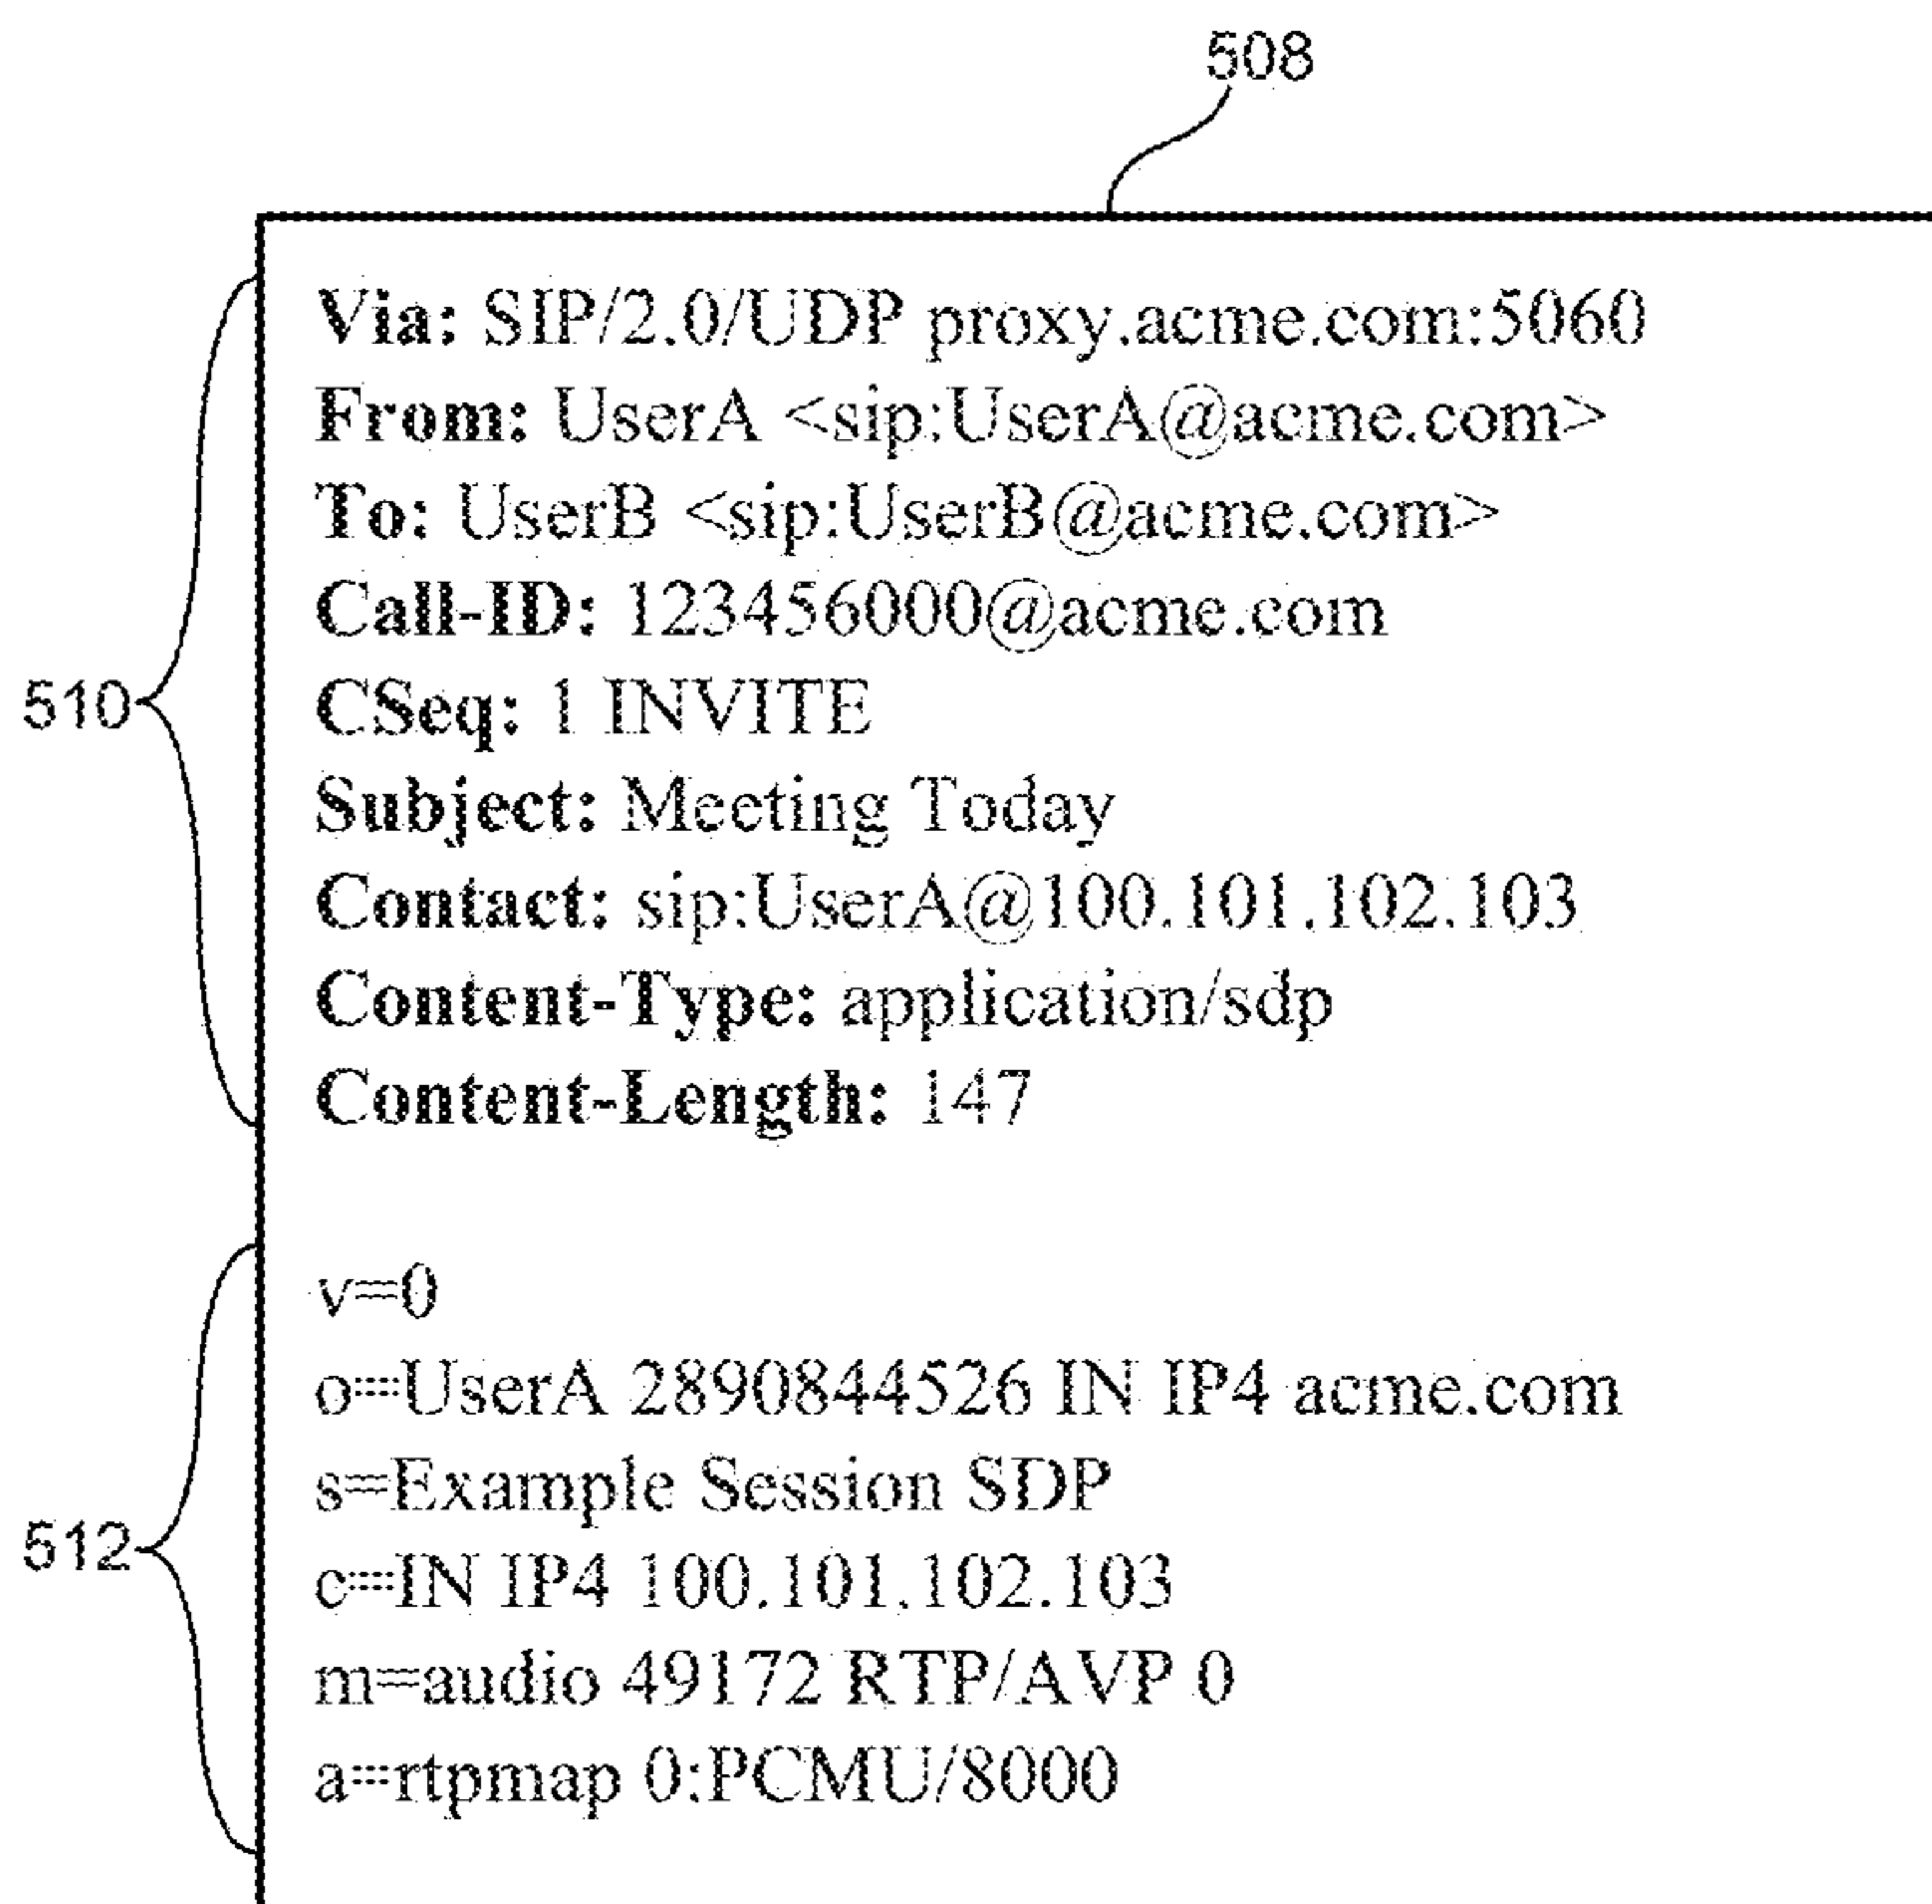 508
Via: SIP/2.0/UDP proxy.acme.com:5060
From: UserA <sip:UserA@acme.com>
To: UserB <sip:UserB@acme.com>
Call-ID: 123456000@acme.com
CSeq: 1 INVITE
510
Subject: Meeting Today
Contact: sip:UserA@100.101.102.103
Content-Type: application/sdp
Content-Length: 147
v=0
o=UserA 2890844526 IN IP4 acme.com
s=Example Session SDP
512
c=IN IP4 100.101.102.103
m=audio 49172 RTP/AVP 0
a=rtpmap 0:PCMU/8000